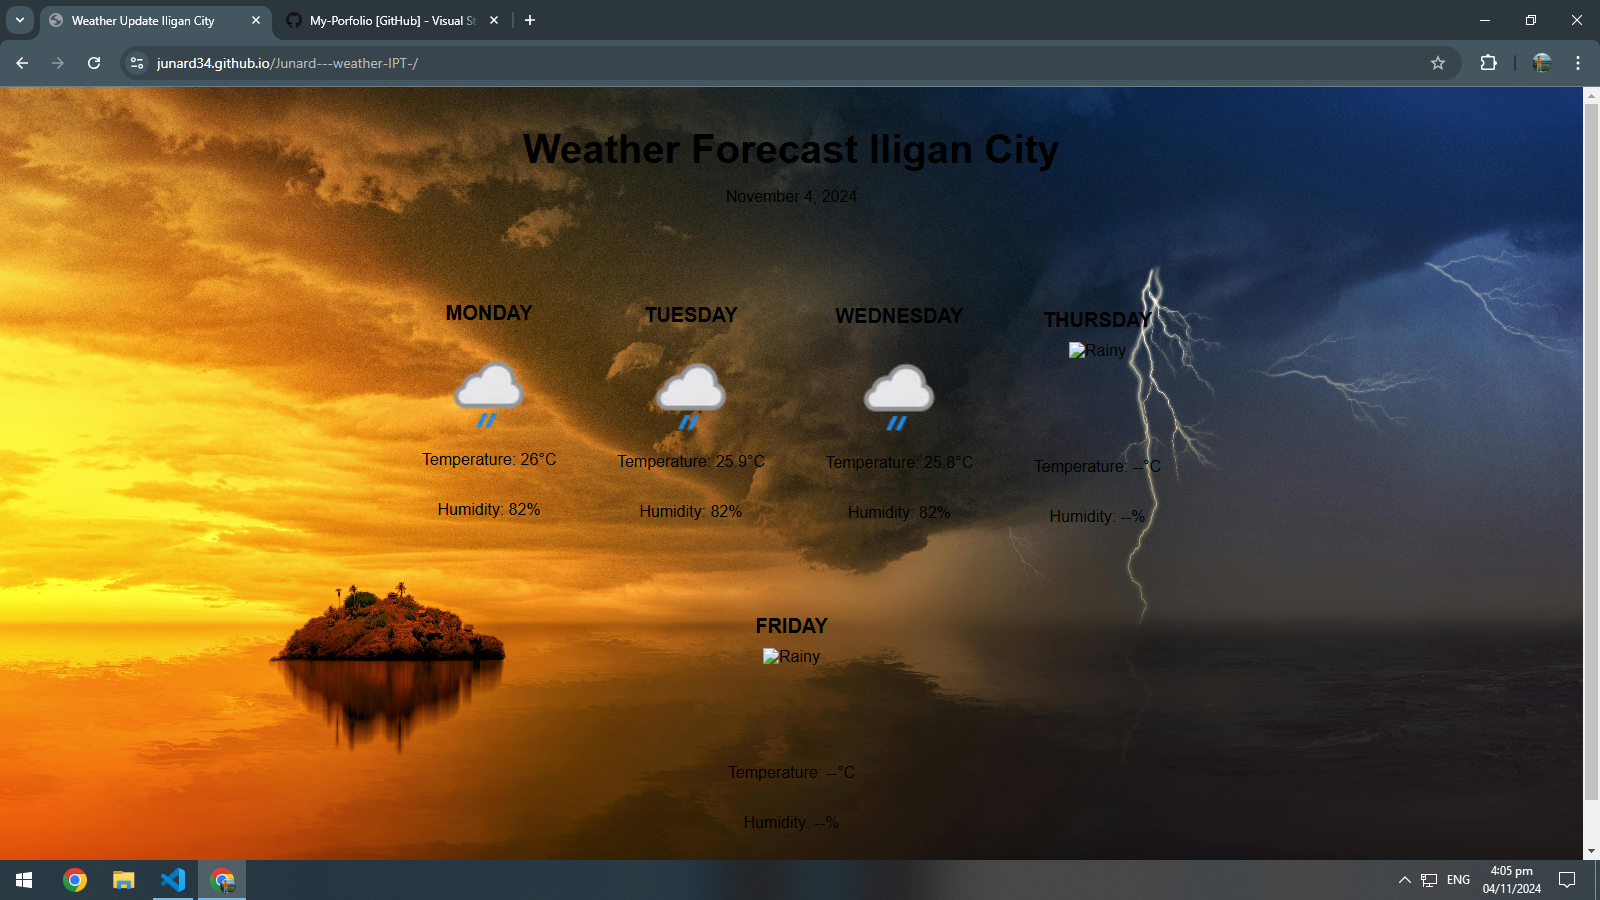 Weather Update Iligan City
My-Porfolio [GitHub] - Visual St
junard34.github.io/Junard---weather-IPT-/
Weather Forecast Iligan City
November 4, 2024
MONDAY
Temperature: 26°C
Humidity: 82%
TUESDAY
Temperature: 25.9°C
Humidity: 82%
WEDNESDAY
Temperature: 25.8°C
Humidity: 82%
THURSDAY
Rainy
Temperature: --°C
Humidity: --%
FRIDAY
Rainy
Temperature: --°C
Humidity: --%
ENG
4:05 pm
04/11/2024